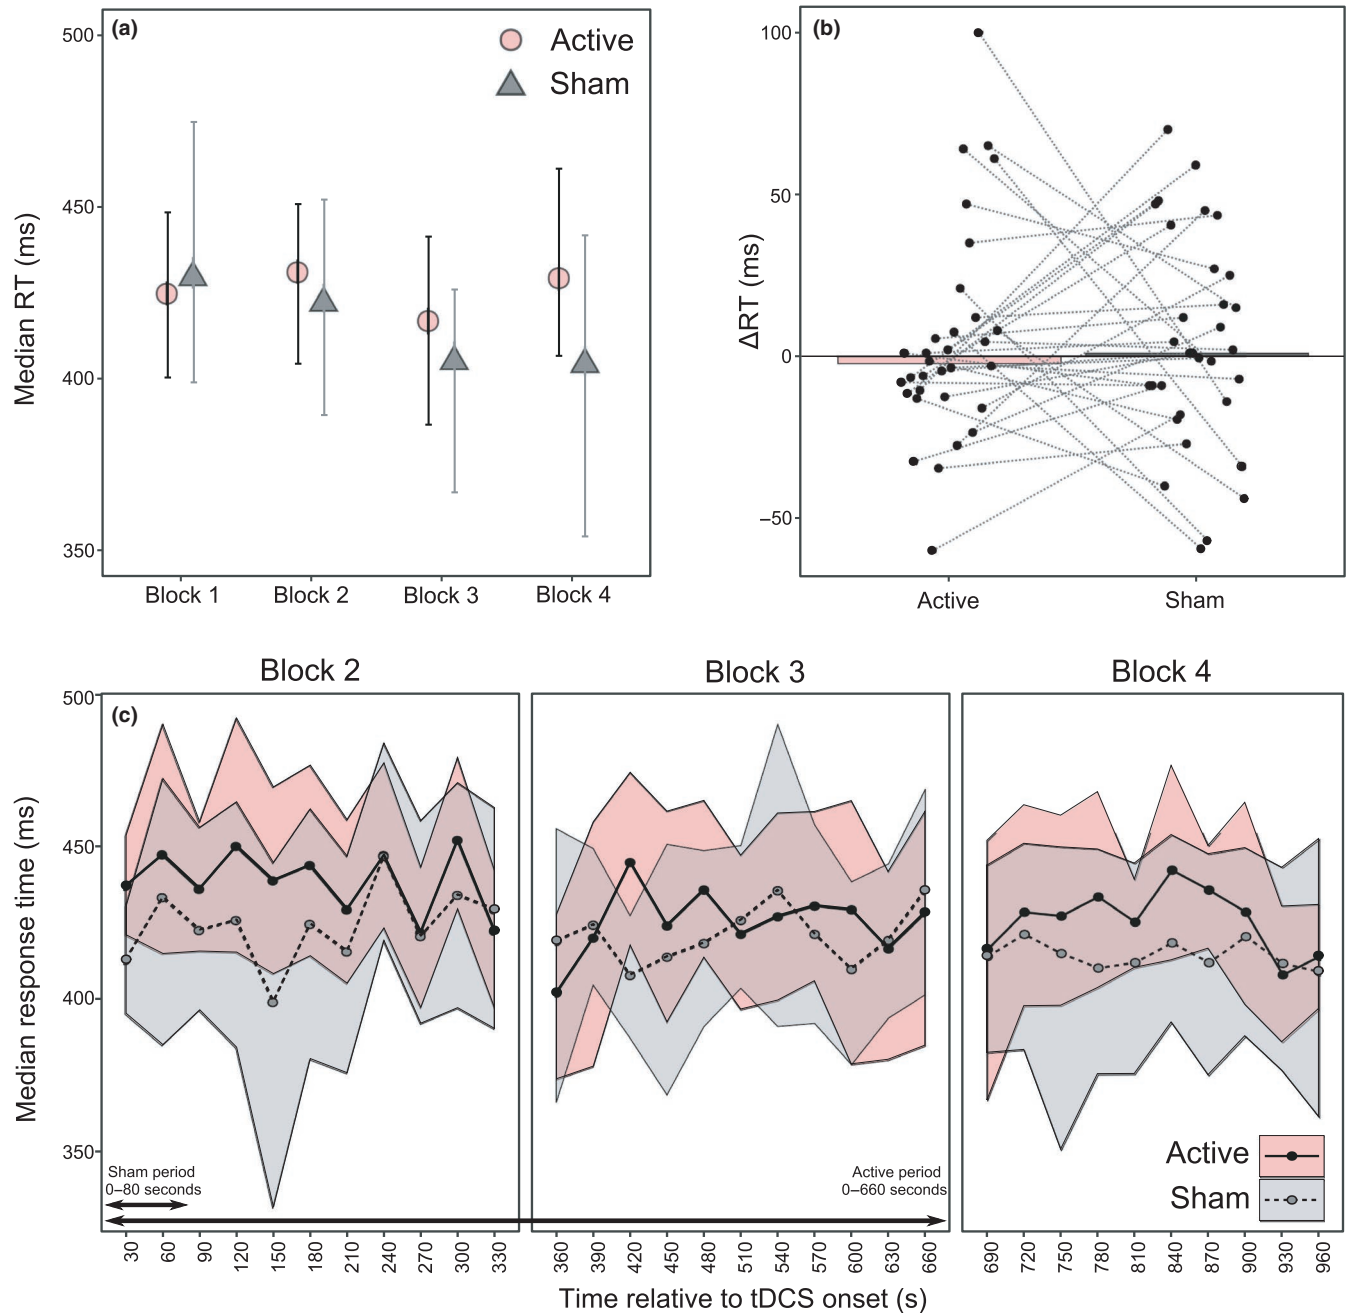 (a)
Active
Sham
500
450
400
350
Median RT (ms)
Block 1 Block 2 Block 3 Block 4
(b)
100
50
0
–50
ΔRT (ms)
Active Sham
Block 2 Block 3 Block 4
(c)
500
450
400
350
Median response time (ms)
Sham period
0–80 seconds
Active period
0–660 seconds
Active
Sham
30 60 90 120 150 180 210 240 270 300 330 360 390 420 450 480 510 540 570 600 630 660 690 720 750 780 810 840 870 900 930 960
Time relative to tDCS onset (s)